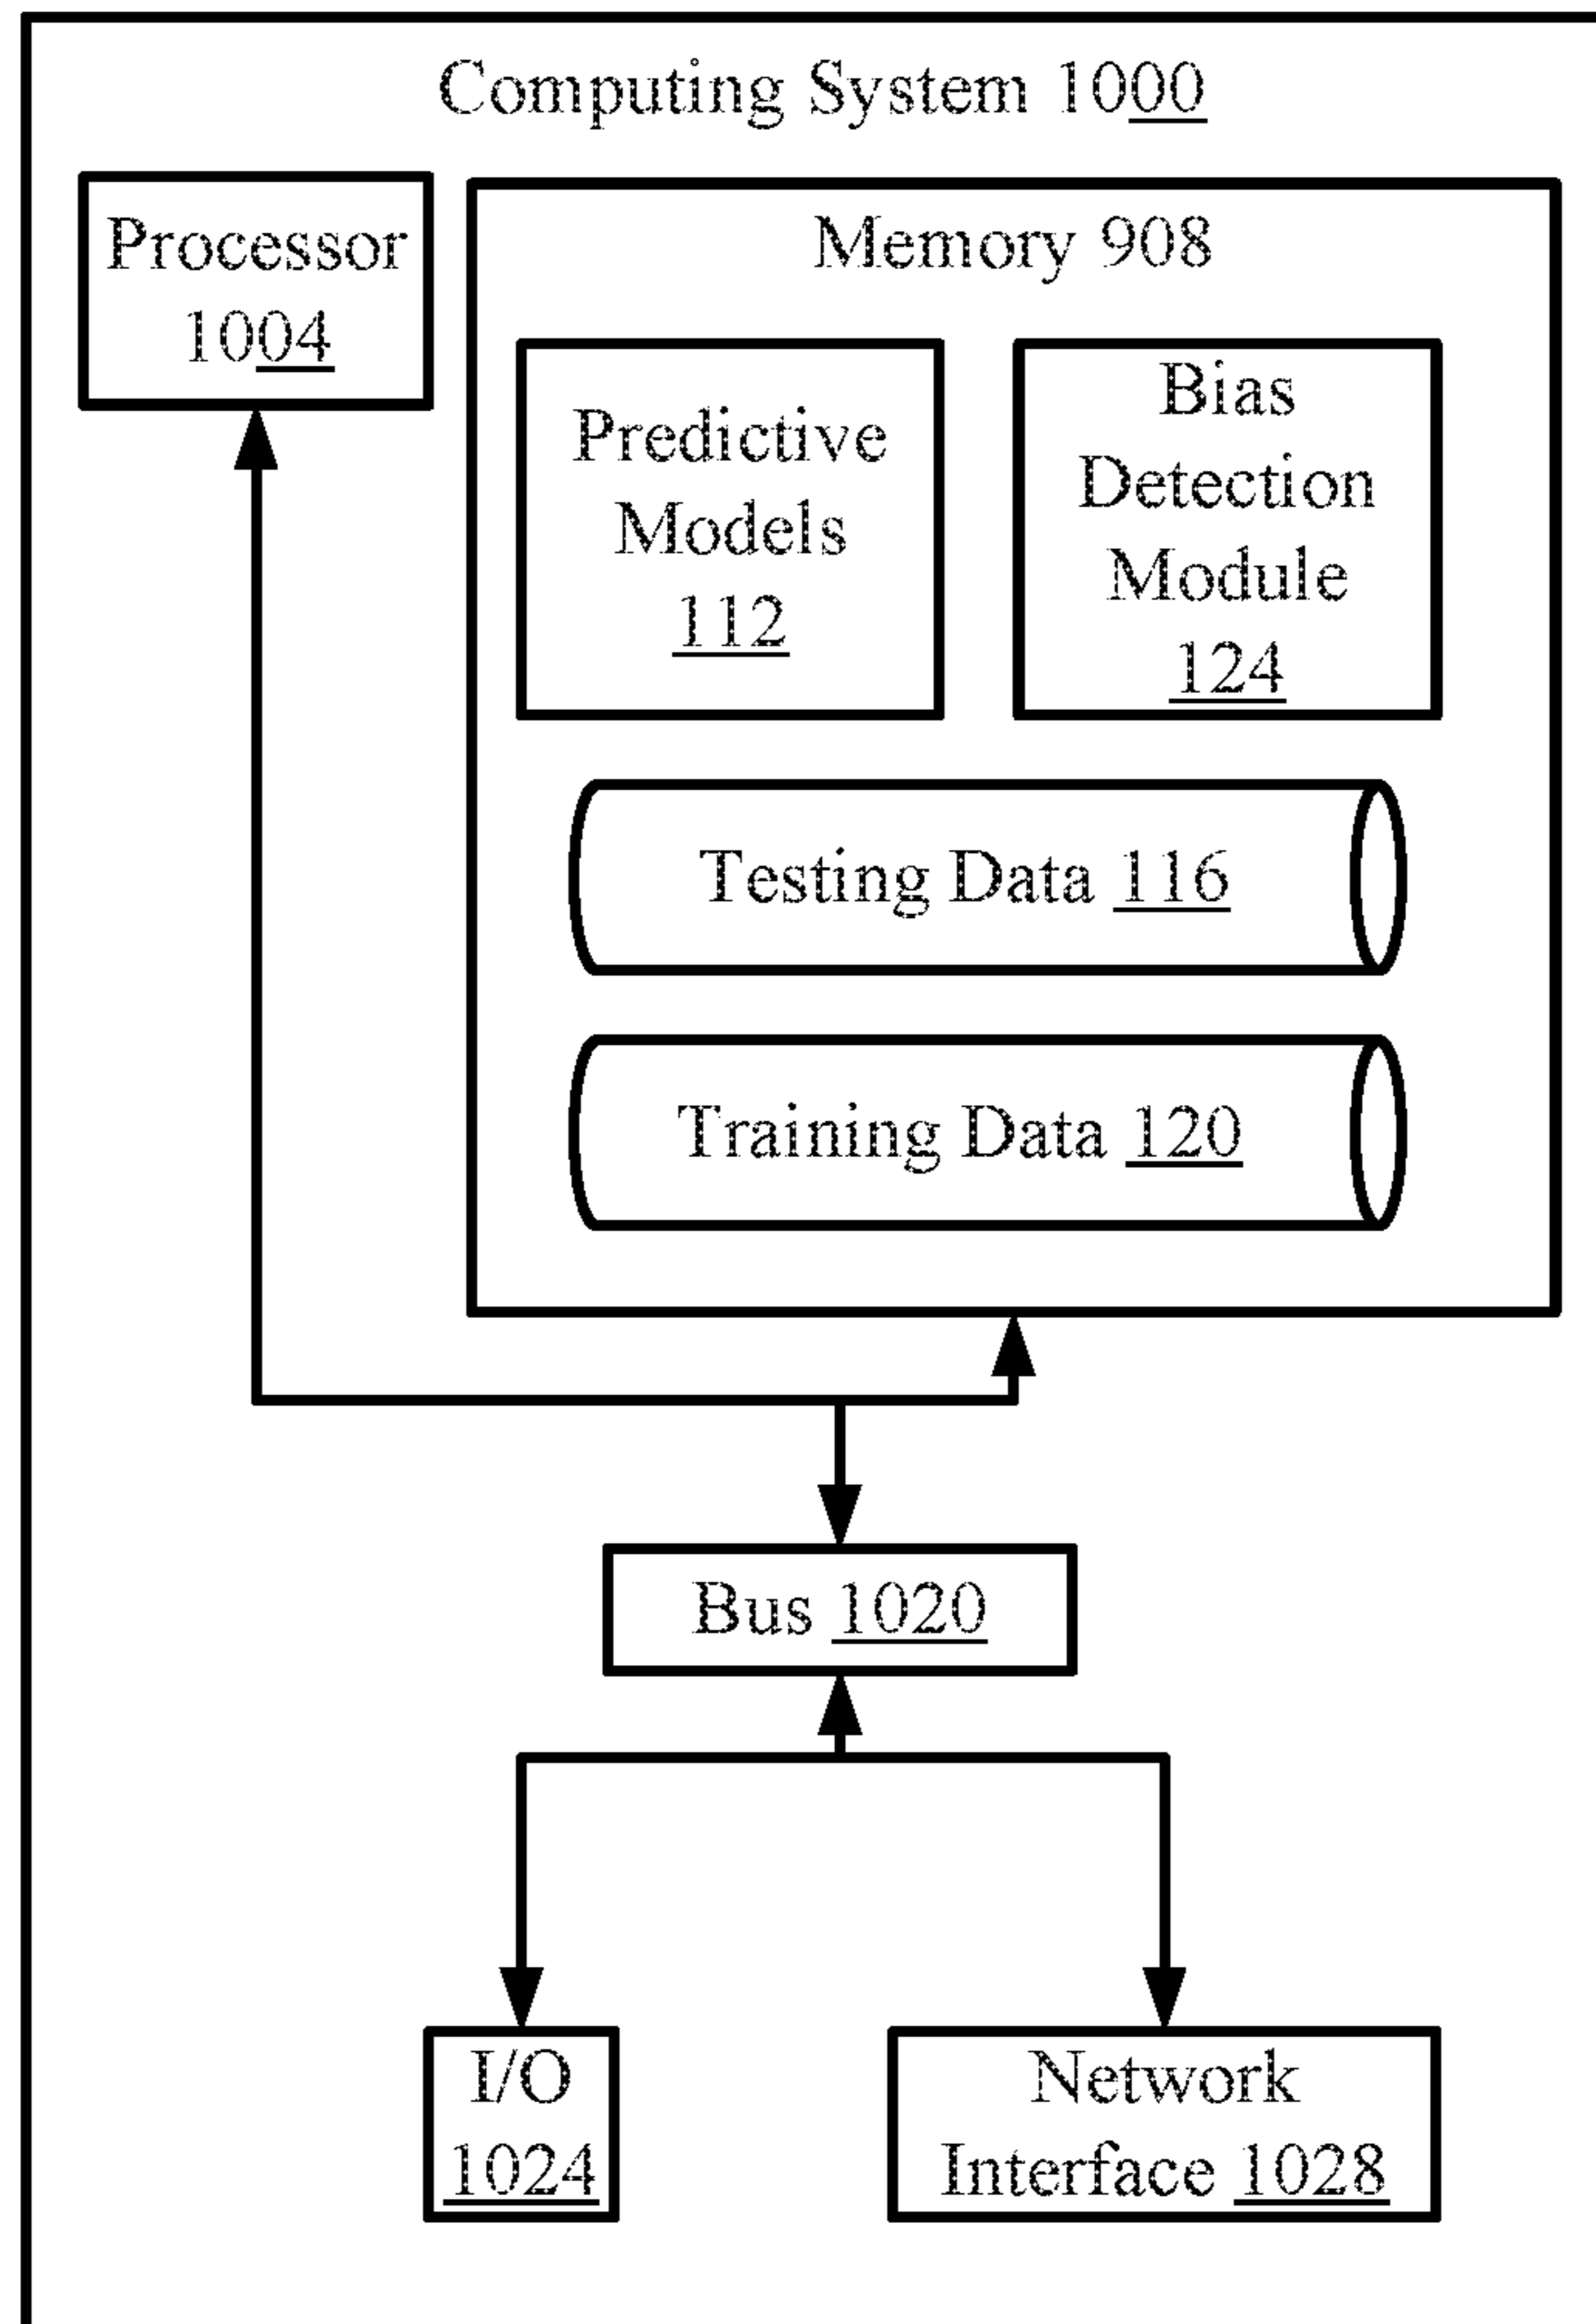 Computing System 1000
Processor
1004
Memory 908
Predictive
Models
112
Bias
Detection
Module
124
Testing Data 116
Training Data 120
Bus 1020
I/O
1024
Network
Interface 1028